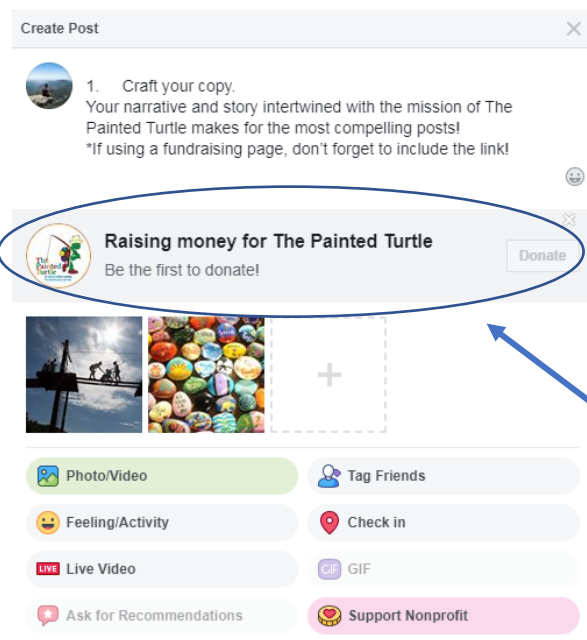 Create Post
1. Craft your copy.
Your narrative and story intertwined with the mission of The
Painted Turtle makes for the most compelling posts!
*If using a fundraising page, don't forget to include the link!
The
Painted
Turtle
Raising money for The Painted Turtle
Be the first to donate!
Donate
Photo/Video
Tag Friends
Feeling/Activity
Check in
LIVE Live Video
GIF GIF
Ask for Recommendations
Support Nonprofit